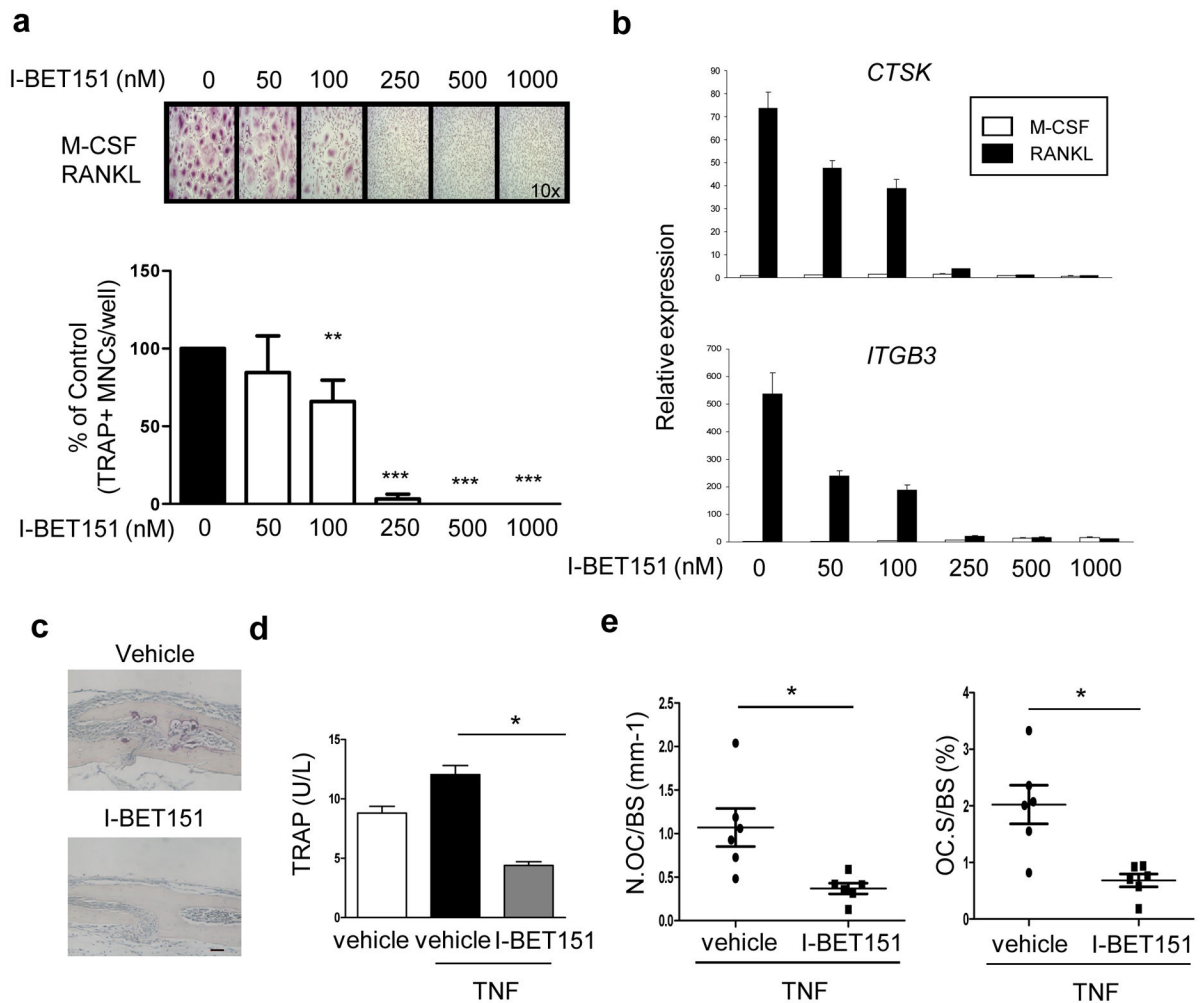 a
I-BET151 (nM) 0 50 100 250 500 1000
M-CSF
RANKL
10x
% of Control
(TRAP+ MNCs/well)
150
100
50
0
** *** *** ***
I-BET151 (nM) 0 50 100 250 500 1000
b
CTSK
90
80
70
60
50
40
30
20
10
0
M-CSF
RANKL
Relative expression
ITGB3
700
600
500
400
300
200
100
0
I-BET151 (nM) 0 50 100 250 500 1000
c
Vehicle
I-BET151
d
TRAP (U/L)
15
10
5
0
*
vehicle vehicle I-BET151
TNF
e
N.OC/BS (mm-1)
2.5
2.0
1.5
1.0
0.5
0.0
*
vehicle I-BET151
TNF
OC.S/BS (%)
4
3
2
1
0
*
vehicle I-BET151
TNF